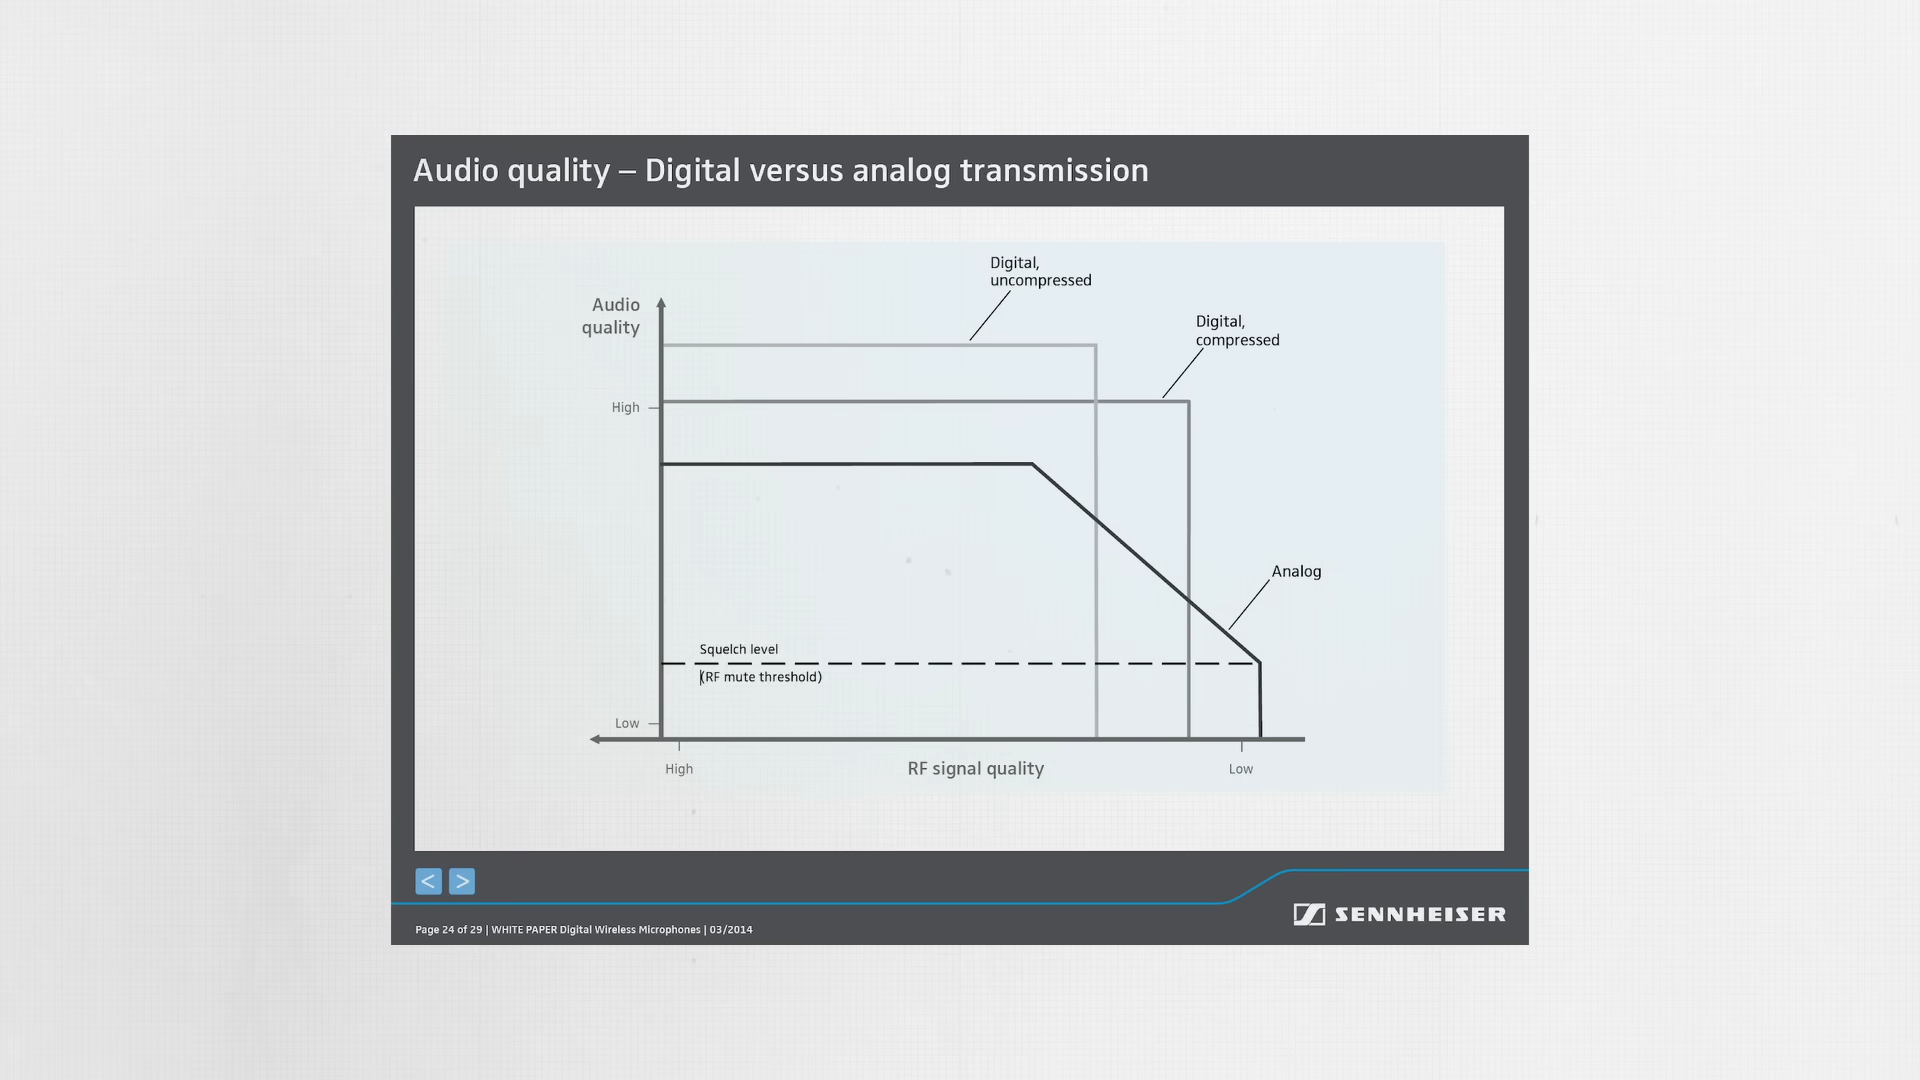 Audio quality – Digital versus analog transmission
Digital,
uncompressed
Audio
quality
Digital,
compressed
High
Analog
Squelch level
(RF mute threshold)
Low
High
RF signal quality
Low
< >
SENNHEISER
Page 24 of 29 | WHITE PAPER Digital Wireless Microphones | 03/2014